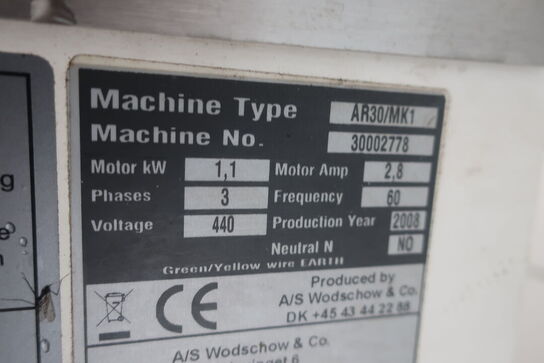 Machine Type AR30/MK1
Machine No. 30002778
Motor kW 1,1 Motor Amp 2,8
Phases 3 Frequency 60
Voltage 440 Production Year 2008
Neutral N NO
Green/Yellow wire EARTH
CE
Produced by
A/S Wodschow & Co.
DK +45 43 44 22 88
A/S Wodschow & Co.